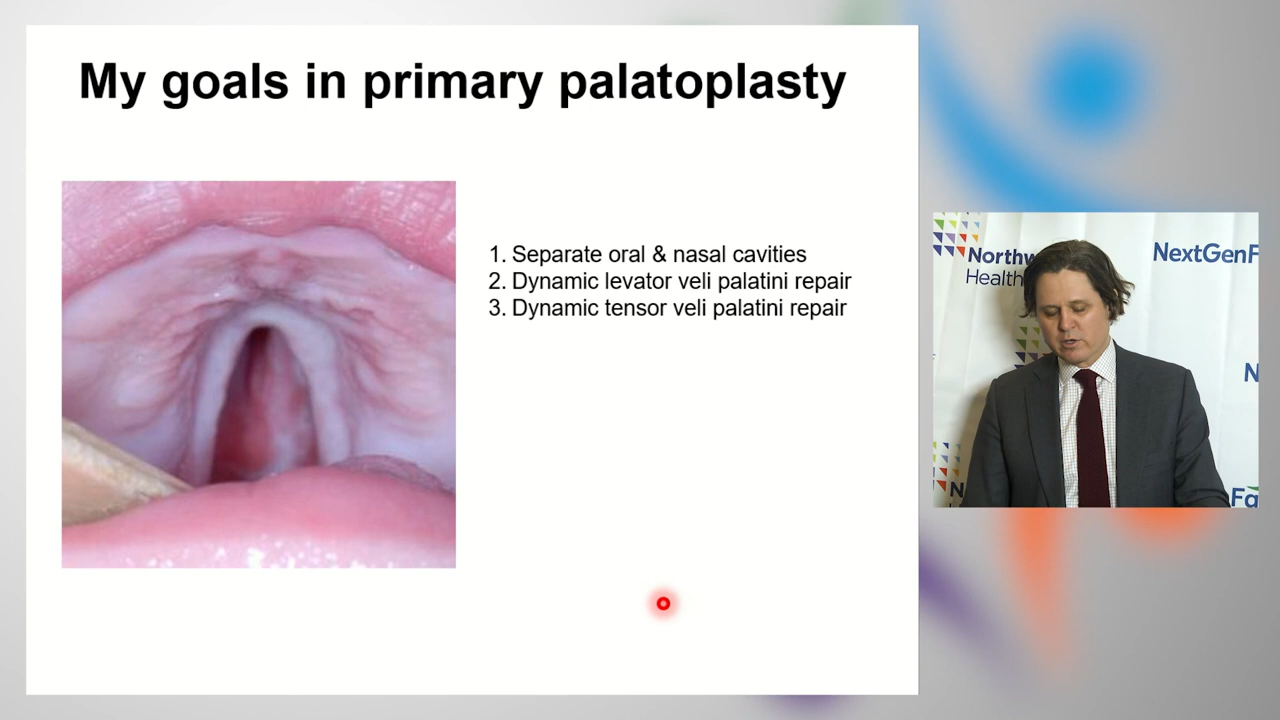 My goals in primary palatoplasty
1. Separate oral & nasal cavities
2. Dynamic levator veli palatini repair
3. Dynamic tensor veli palatini repair
Northw
Health
NextGenF
N
N
Fa